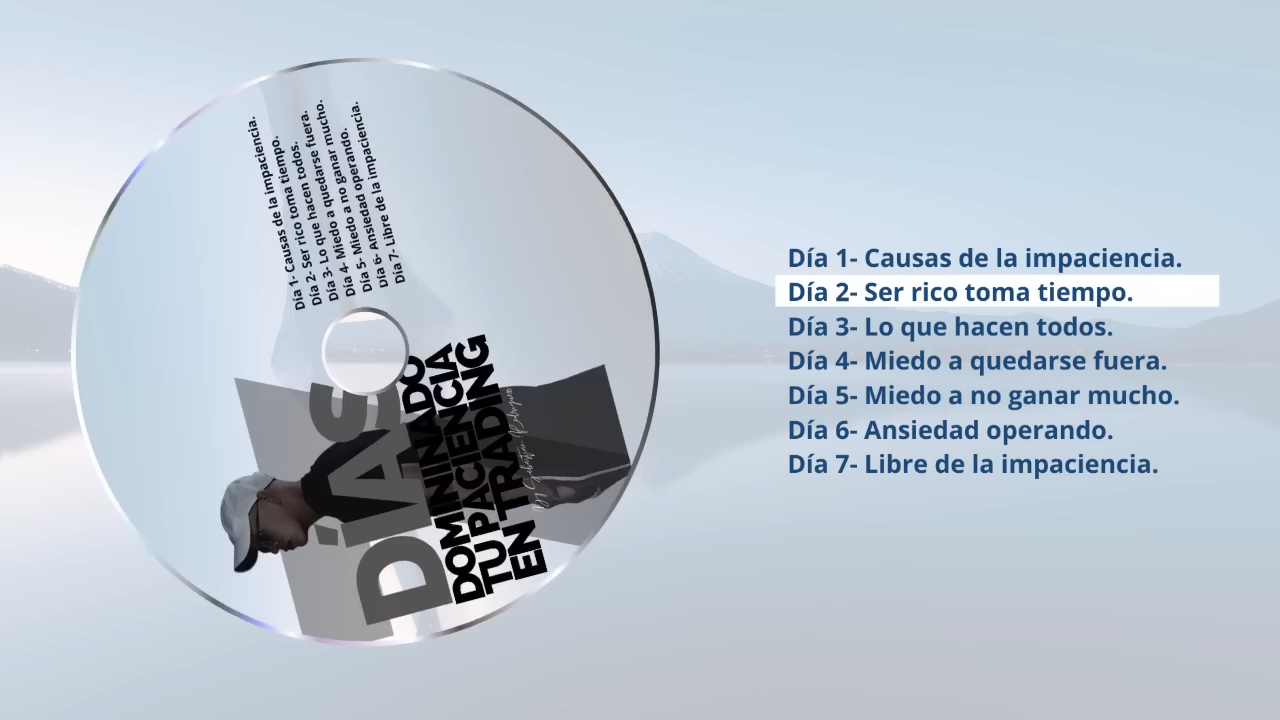 Día 1- Causas de la impaciencia.
Día 2- Ser rico toma tiempo.
Día 3- Lo que hacen todos.
Día 4- Miedo a quedarse fuera.
Día 5- Miedo a no ganar mucho.
Día 6- Ansiedad operando.
Día 7- Libre de la impaciencia.
DÍAS
DOMININADO
TU PACIENCIA
EN TRADING
By Sebastian Rodriguez
Día 1- Causas de la impaciencia.
Día 2- Ser rico toma tiempo.
Día 3- Lo que hacen todos.
Día 4- Miedo a quedarse fuera.
Día 5- Miedo a no ganar mucho.
Día 6- Ansiedad operando.
Día 7- Libre de la impaciencia.